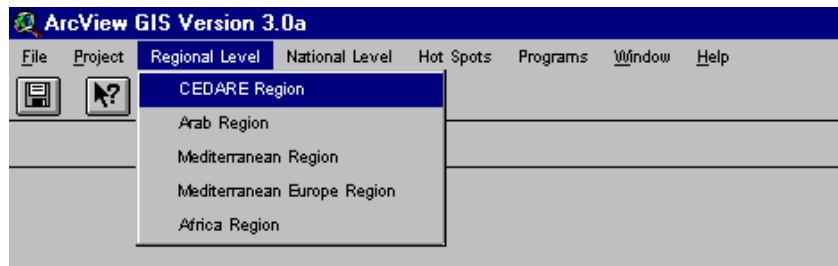 ArcView GIS Version 3.0a
File Project Regional Level National Level Hot Spots Programs Window Help
CEDARE Region
Arab Region
Mediterranean Region
Mediterranean Europe Region
Africa Region